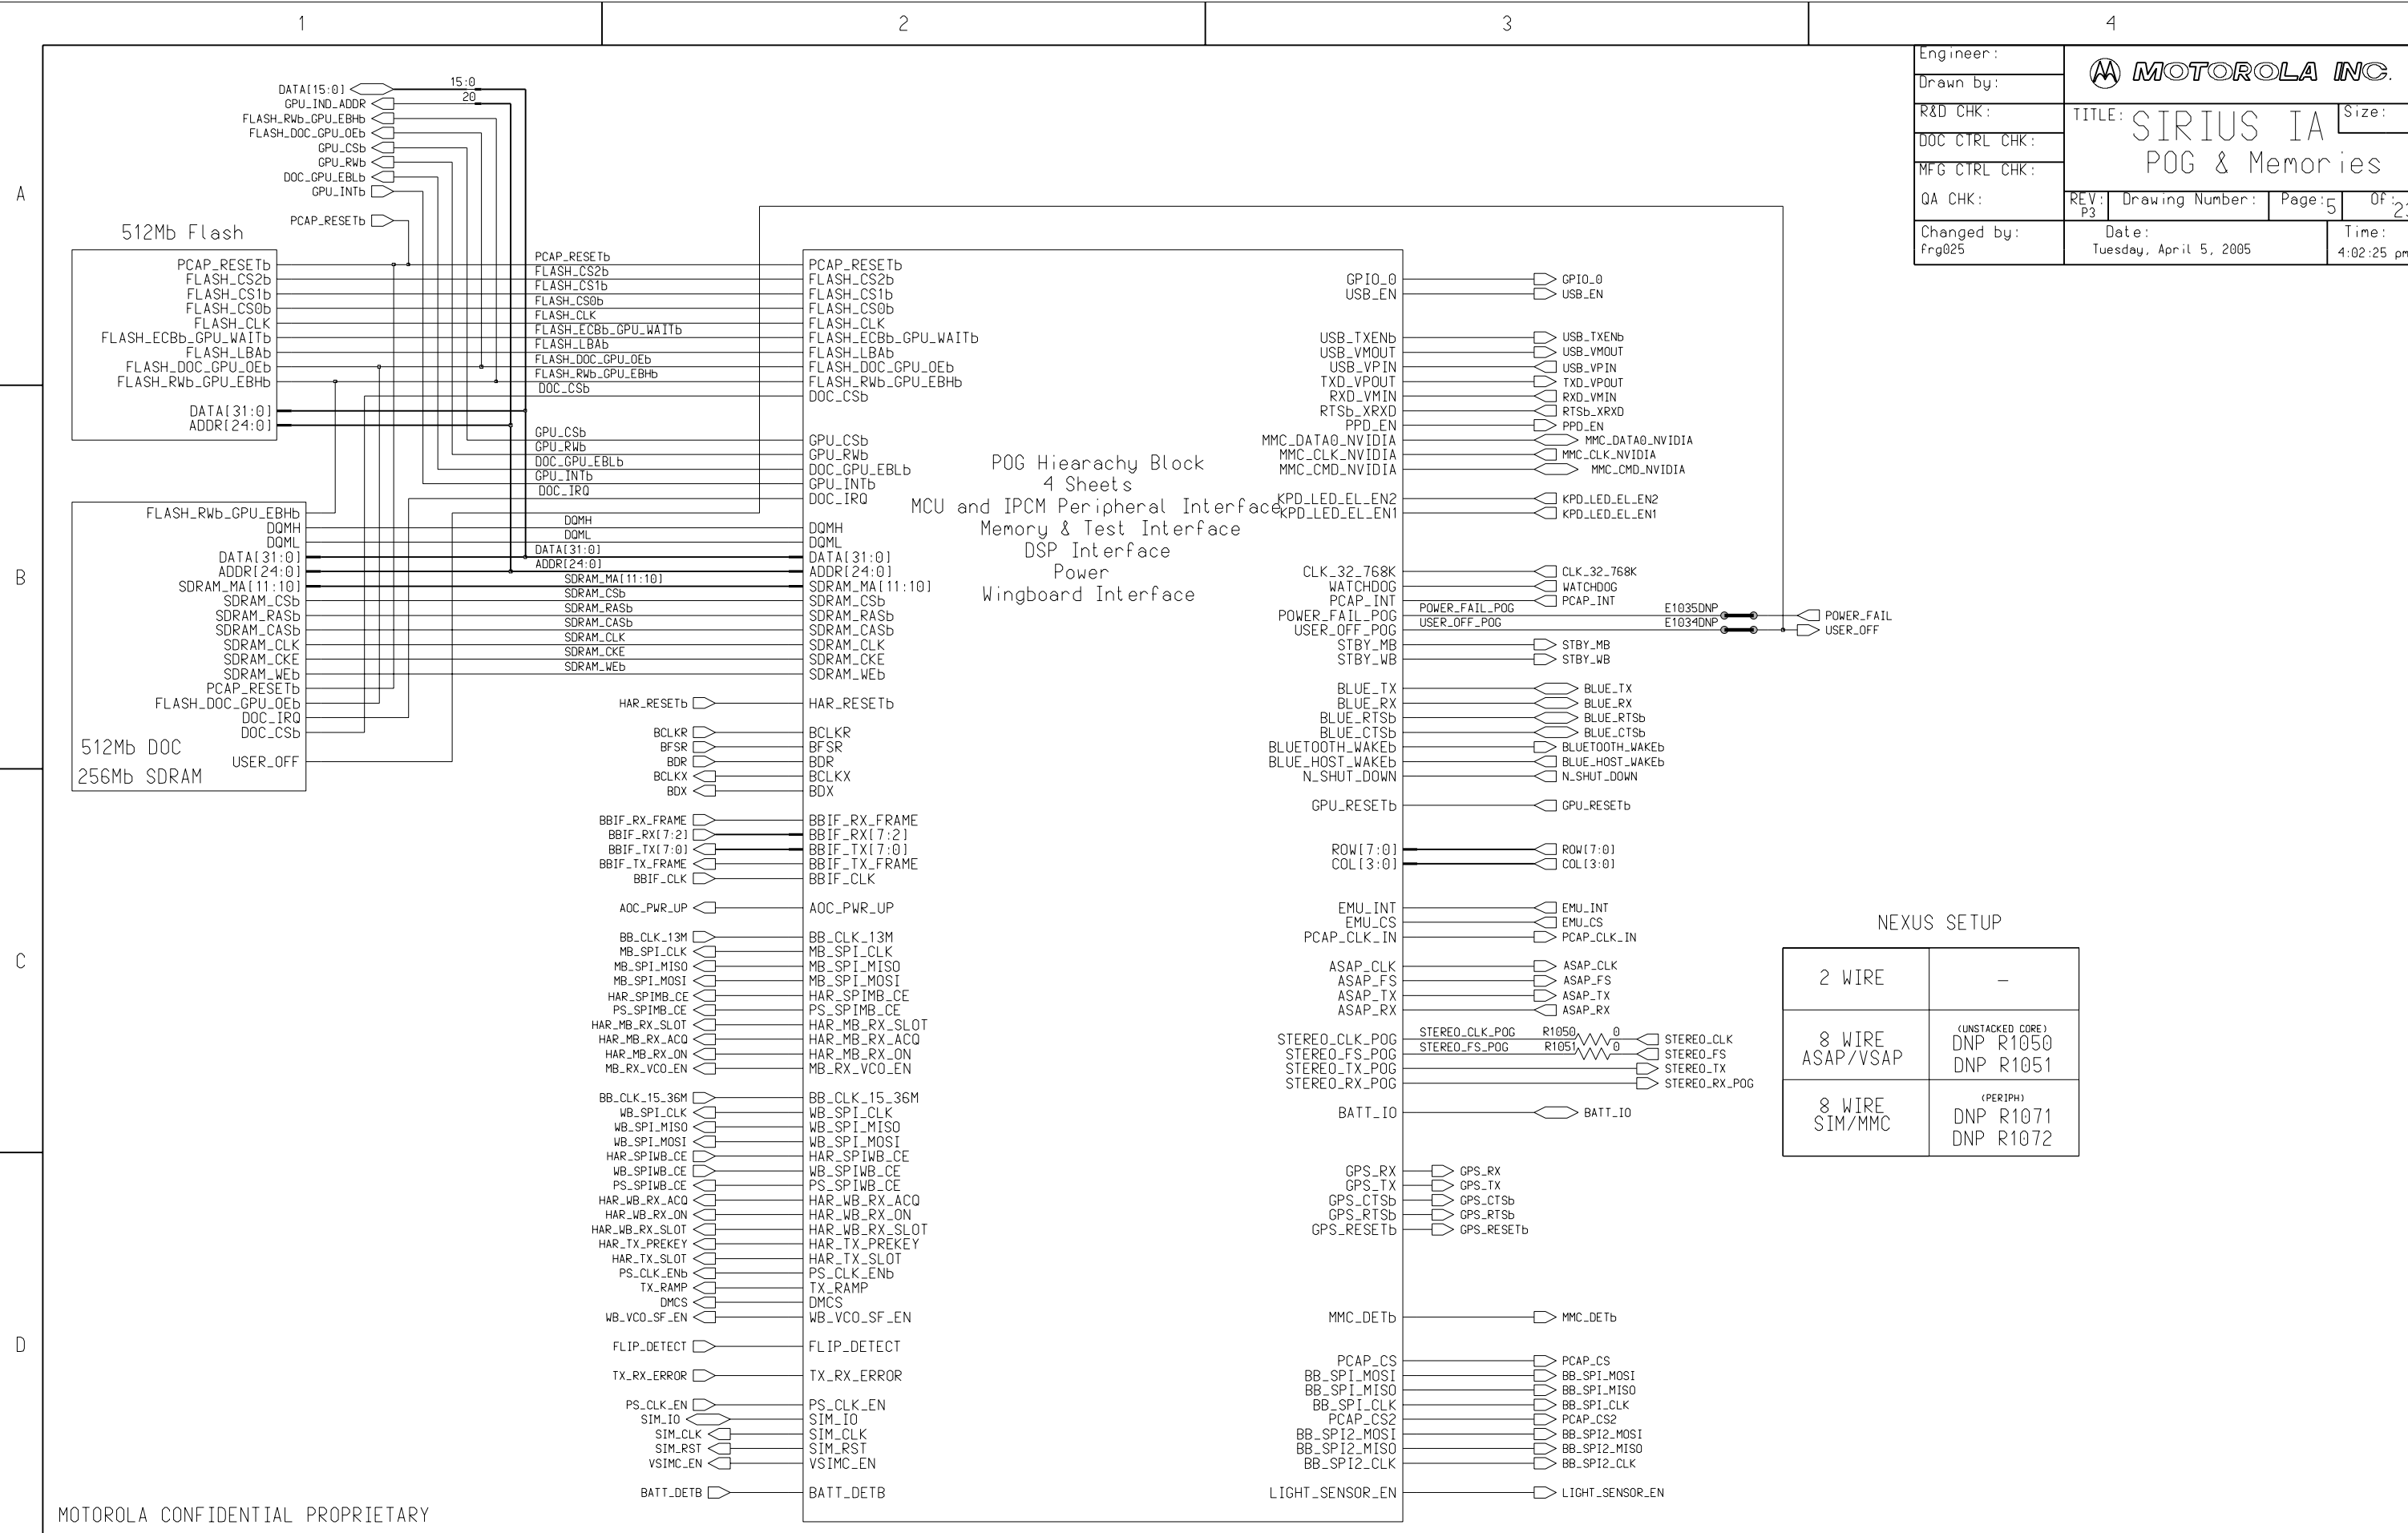 1
2
3
4
A
B
C
D
Engineer:
Drawn by:
R&D CHK:
DOC CTRL CHK:
MFG CTRL CHK:
QA CHK:
Changed by:
frg025
MOTOROLA INC.
TITLE:
SIRIUS IA
POG & Memories
Size:
REV:
P3
Drawing Number:
Page:
5
Of:
Date:
Tuesday, April 5, 2005
Time:
4:02:25 pm
DATA[15:0]
15:0
GPU_IND_ADDR
20
FLASH_RWb_GPU_EBHb
FLASH_DOC_GPU_OEb
GPU_CSb
GPU_RWb
DOC_GPU_EBLb
GPU_INTb
PCAP_RESETb
512Mb Flash
PCAP_RESETb
FLASH_CS2b
FLASH_CS1b
FLASH_CS0b
FLASH_CLK
FLASH_ECBb_GPU_WAITb
FLASH_LBAb
FLASH_DOC_GPU_OEb
FLASH_RWb_GPU_EBHb
DATA[31:0]
ADDR[24:0]
FLASH_RWb_GPU_EBHb
DQMH
DQML
DATA[31:0]
ADDR[24:0]
SDRAM_MA[11:10]
SDRAM_CSb
SDRAM_RASb
SDRAM_CASb
SDRAM_CLK
SDRAM_CKE
SDRAM_WEb
PCAP_RESETb
FLASH_DOC_GPU_OEb
DOC_IRQ
DOC_CSb
USER_OFF
512Mb DOC
256Mb SDRAM
PCAP_RESETb
FLASH_CS2b
FLASH_CS1b
FLASH_CS0b
FLASH_CLK
FLASH_ECBb_GPU_WAITb
FLASH_LBAb
FLASH_DOC_GPU_OEb
FLASH_RWb_GPU_EBHb
DOC_CSb
GPU_CSb
GPU_RWb
DOC_GPU_EBLb
GPU_INTb
DOC_IRQ
DQMH
DQML
DATA[31:0]
ADDR[24:0]
SDRAM_MA[11:10]
SDRAM_CSb
SDRAM_RASb
SDRAM_CASb
SDRAM_CLK
SDRAM_CKE
SDRAM_WEb
HAR_RESETb
BCLKR
BFSR
BDR
BCLKX
BDX
BBIF_RX_FRAME
BBIF_RX[7:2]
BBIF_TX[7:0]
BBIF_TX_FRAME
BBIF_CLK
AOC_PWR_UP
BB_CLK_13M
MB_SPI_CLK
MB_SPI_MISO
MB_SPI_MOSI
HAR_SPIMB_CE
PS_SPIMB_CE
HAR_MB_RX_SLOT
HAR_MB_RX_ACQ
HAR_MB_RX_ON
MB_RX_VCO_EN
BB_CLK_15_36M
WB_SPI_CLK
WB_SPI_MISO
WB_SPI_MOSI
HAR_SPIWB_CE
WB_SPIWB_CE
PS_SPIWB_CE
HAR_WB_RX_ACQ
HAR_WB_RX_ON
HAR_WB_RX_SLOT
HAR_TX_PREKEY
HAR_TX_SLOT
PS_CLK_ENb
TX_RAMP
DMCS
WB_VCO_SF_EN
FLIP_DETECT
TX_RX_ERROR
PS_CLK_EN
SIM_IO
SIM_CLK
SIM_RST
VSIMC_EN
BATT_DETB
PCAP_RESETb
FLASH_CS2b
FLASH_CS1b
FLASH_CS0b
FLASH_CLK
FLASH_ECBb_GPU_WAITb
FLASH_LBAb
FLASH_DOC_GPU_OEb
FLASH_RWb_GPU_EBHb
DOC_CSb
GPU_CSb
GPU_RWb
DOC_GPU_EBLb
GPU_INTb
DOC_IRQ
DQMH
DQML
DATA[31:0]
ADDR[24:0]
SDRAM_MA[11:10]
SDRAM_CSb
SDRAM_RASb
SDRAM_CASb
SDRAM_CLK
SDRAM_CKE
SDRAM_WEb
HAR_RESETb
BCLKR
BFSR
BDR
BCLKX
BDX
BBIF_RX_FRAME
BBIF_RX[7:2]
BBIF_TX[7:0]
BBIF_TX_FRAME
BBIF_CLK
AOC_PWR_UP
BB_CLK_13M
MB_SPI_CLK
MB_SPI_MISO
MB_SPI_MOSI
HAR_SPIMB_CE
PS_SPIMB_CE
HAR_MB_RX_SLOT
HAR_MB_RX_ACQ
HAR_MB_RX_ON
MB_RX_VCO_EN
BB_CLK_15_36M
WB_SPI_CLK
WB_SPI_MISO
WB_SPI_MOSI
HAR_SPIWB_CE
WB_SPIWB_CE
PS_SPIWB_CE
HAR_WB_RX_ACQ
HAR_WB_RX_ON
HAR_WB_RX_SLOT
HAR_TX_PREKEY
HAR_TX_SLOT
PS_CLK_ENb
TX_RAMP
DMCS
WB_VCO_SF_EN
FLIP_DETECT
TX_RX_ERROR
PS_CLK_EN
SIM_IO
SIM_CLK
SIM_RST
VSIMC_EN
BATT_DETB
POG Hiearachy Block
4 Sheets
MCU and IPCM Peripheral Interface
Memory & Test Interface
DSP Interface
Power
Wingboard Interface
GPIO_0
USB_EN
USB_TXENb
USB_VMOUT
USB_VPIN
TXD_VPOUT
RXD_VMIN
RTSb_XRXD
PPD_EN
MMC_DATA0_NVIDIA
MMC_CLK_NVIDIA
MMC_CMD_NVIDIA
KPD_LED_EL_EN2
KPD_LED_EL_EN1
CLK_32_768K
WATCHDOG
PCAP_INT
POWER_FAIL_POG
USER_OFF_POG
STBY_MB
STBY_WB
BLUE_TX
BLUE_RX
BLUE_RTSb
BLUE_CTSb
BLUETOOTH_WAKEb
BLUE_HOST_WAKEb
N_SHUT_DOWN
GPU_RESETb
ROW[7:0]
COL[3:0]
EMU_INT
EMU_CS
PCAP_CLK_IN
ASAP_CLK
ASAP_FS
ASAP_TX
ASAP_RX
STEREO_CLK_POG
STEREO_FS_POG
STEREO_TX_POG
STEREO_RX_POG
BATT_IO
GPS_RX
GPS_TX
GPS_CTSb
GPS_RTSb
GPS_RESETb
MMC_DETb
PCAP_CS
BB_SPI_MOSI
BB_SPI_MISO
BB_SPI_CLK
PCAP_CS2
BB_SPI2_MOSI
BB_SPI2_MISO
BB_SPI2_CLK
LIGHT_SENSOR_EN
GPIO_0
USB_EN
USB_TXENb
USB_VMOUT
USB_VPIN
TXD_VPOUT
RXD_VMIN
RTSb_XRXD
PPD_EN
MMC_DATA0_NVIDIA
MMC_CLK_NVIDIA
MMC_CMD_NVIDIA
KPD_LED_EL_EN2
KPD_LED_EL_EN1
CLK_32_768K
WATCHDOG
PCAP_INT
POWER_FAIL_POG E1035DNP POWER_FAIL
USER_OFF_POG E1034DNP USER_OFF
STBY_MB
STBY_WB
BLUE_TX
BLUE_RX
BLUE_RTSb
BLUE_CTSb
BLUETOOTH_WAKEb
BLUE_HOST_WAKEb
N_SHUT_DOWN
GPU_RESETb
ROW[7:0]
COL[3:0]
EMU_INT
EMU_CS
PCAP_CLK_IN
ASAP_CLK
ASAP_FS
ASAP_TX
ASAP_RX
STEREO_CLK_POG R1050 0 STEREO_CLK
STEREO_FS_POG R1051 0 STEREO_FS
STEREO_TX
STEREO_RX_POG
BATT_IO
GPS_RX
GPS_TX
GPS_CTSb
GPS_RTSb
GPS_RESETb
MMC_DETb
PCAP_CS
BB_SPI_MOSI
BB_SPI_MISO
BB_SPI_CLK
PCAP_CS2
BB_SPI2_MOSI
BB_SPI2_MISO
BB_SPI2_CLK
LIGHT_SENSOR_EN
NEXUS SETUP
2 WIRE
-
8 WIRE
ASAP/VSAP
(UNSTACKED CORE)
DNP R1050
DNP R1051
8 WIRE
SIM/MMC
(PERIPH)
DNP R1071
DNP R1072
MOTOROLA CONFIDENTIAL PROPRIETARY